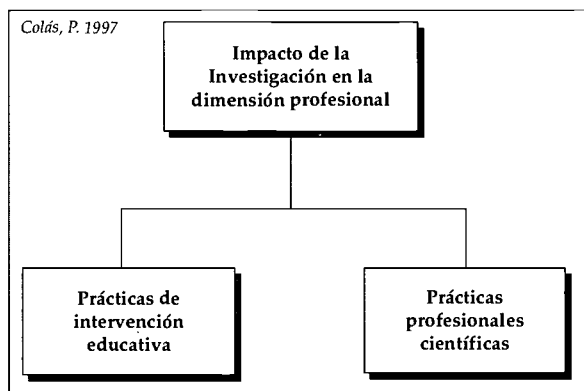 Colás, P. 1997
Impacto de la
Investigación en la
dimensión profesional
Prácticas de
intervención
educativa
Prácticas
profesionales
científicas